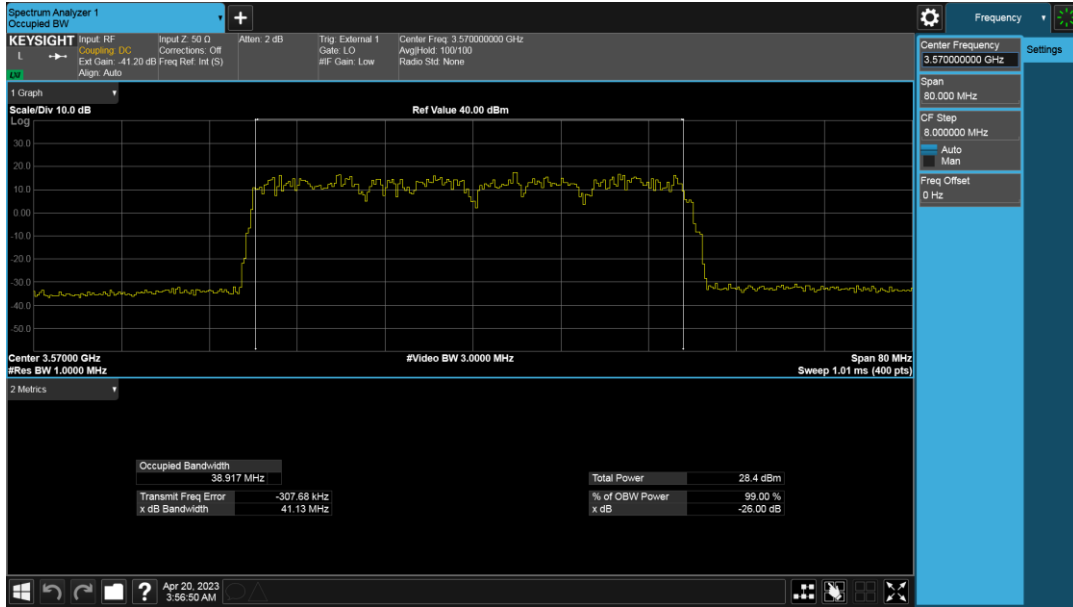 Spectrum Analyzer 1
Occupied BW
+
Frequency
KEYSIGHT Input: RF Input Z: 50 Ω Atten: 2 dB Trig: External 1 Center Freq: 3.570000000 GHz
L Coupling: DC Corrections: Off Gate: LO Avg|Hold: 100/100
Ext Gain: -41.20 dB Freq Ref: Int (S) #IF Gain: Low Radio Std: None
LXI Align: Auto
Center Frequency
3.570000000 GHz
Settings
Span
80.000 MHz
CF Step
8.000000 MHz
Auto
Man
Freq Offset
0 Hz
1 Graph
Scale/Div 10.0 dB Ref Value 40.00 dBm
Log
30.0
20.0
10.0
0.00
-10.0
-20.0
-30.0
-40.0
-50.0
Center 3.57000 GHz #Video BW 3.0000 MHz Span 80 MHz
#Res BW 1.0000 MHz Sweep 1.01 ms (400 pts)
2 Metrics
Occupied Bandwidth
38.917 MHz Total Power 28.4 dBm
Transmit Freq Error -307.68 kHz % of OBW Power 99.00 %
x dB Bandwidth 41.13 MHz x dB -26.00 dB
? Apr 20, 2023
3:56:50 AM